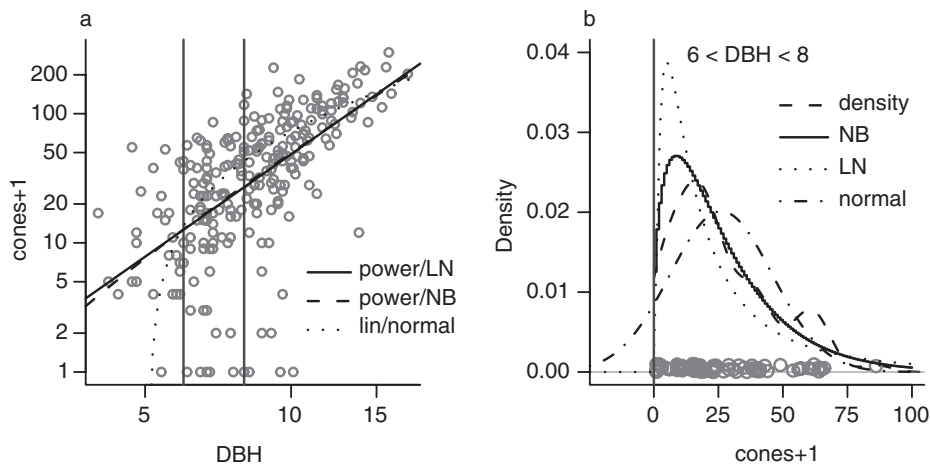 a
cones+1
200
100
50
20
10
5
2
1
5
10
15
DBH
power/LN
power/NB
lin/normal
b
6 < DBH < 8
Density
0.04
0.03
0.02
0.01
0.00
0
25
50
75
100
cones+1
density
NB
LN
normal